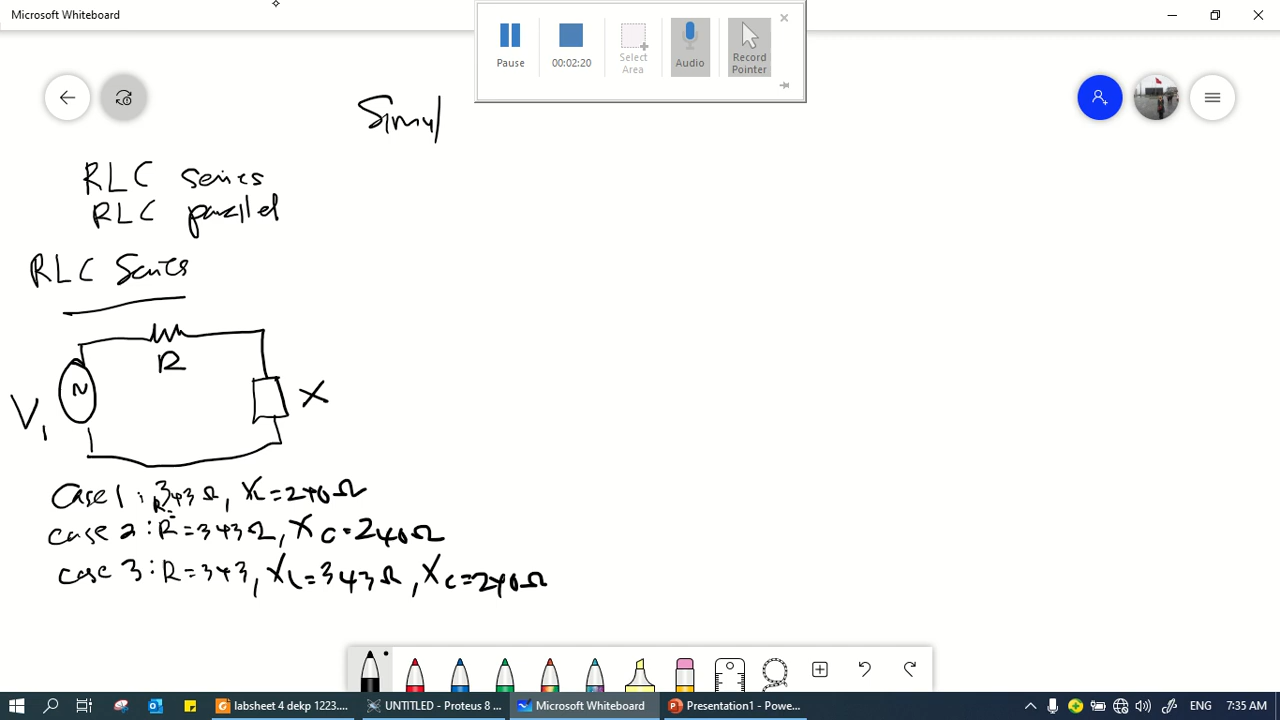 Microsoft Whiteboard
Pause
00:02:20
Select Area
Audio
Record Pointer
Simul
RLC series
RLC parallel
RLC Series
R
V1
X
Case 1 : R = 343 Ω, XL = 240 Ω
case 2 : R = 343 Ω, XC = 240 Ω
case 3 : R = 343, XL = 343 Ω, XC = 240 Ω
labsheet 4 dekp 1223....
UNTITLED - Proteus 8 ...
Microsoft Whiteboard
Presentation1 - Powe...
ENG
7:35 AM